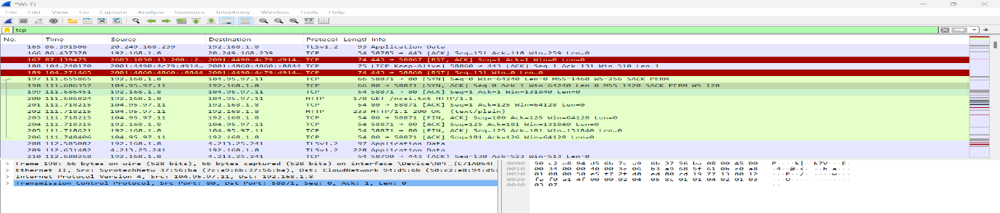 *Wi-Fi
File Edit View Go Capture Analyze Statistics Telephony Wireless Tools Help
tcp
No. Time Source Destination Protocol Length Info
165 86.391506 20.249.168.239 192.168.1.8 TLSv1.2 93 Application Data
166 86.437378 192.168.1.8 20.249.168.239 TCP 54 58785 → 443 [ACK] Seq=151 Ack=118 Win=259 Len=0
167 87.139475 2603:1030:13:200::2… 2001:4490:4c79:d914… TCP 74 443 → 58867 [RST, ACK] Seq=1 Ack=1 Win=0 Len=0
188 104.240170 2001:4490:4c79:d914… 2001:4860:4860::8844 TCP 75 [TCP Keep-Alive] 58860 → 443 [ACK] Seq=1 Ack=131 Win=510 Len=1
189 104.271465 2001:4860:4860::8844 2001:4490:4c79:d914… TCP 74 443 → 58860 [RST] Seq=131 Win=0 Len=0
197 111.655865 192.168.1.8 104.95.97.11 TCP 66 58871 → 80 [SYN] Seq=0 Win=64240 Len=0 MSS=1460 WS=256 SACK_PERM
198 111.686357 104.95.97.11 192.168.1.8 TCP 66 80 → 58871 [SYN, ACK] Seq=0 Ack=1 Win=64240 Len=0 MSS=1420 SACK_PERM WS=128
199 111.686451 192.168.1.8 104.95.97.11 TCP 54 58871 → 80 [ACK] Seq=1 Ack=1 Win=131840 Len=0
200 111.686824 192.168.1.8 104.95.97.11 HTTP 178 GET /ncsi.txt HTTP/1.1
201 111.718215 104.95.97.11 192.168.1.8 TCP 54 80 → 58871 [ACK] Seq=1 Ack=125 Win=64128 Len=0
202 111.718215 104.95.97.11 192.168.1.8 HTTP 233 HTTP/1.1 200 OK (text/plain)
203 111.718215 104.95.97.11 192.168.1.8 TCP 54 80 → 58871 [FIN, ACK] Seq=180 Ack=125 Win=64128 Len=0
204 111.718315 192.168.1.8 104.95.97.11 TCP 54 58871 → 80 [ACK] Seq=125 Ack=181 Win=131840 Len=0
205 111.718621 192.168.1.8 104.95.97.11 TCP 54 58871 → 80 [FIN, ACK] Seq=125 Ack=181 Win=131840 Len=0
206 111.748406 104.95.97.11 192.168.1.8 TCP 54 80 → 58871 [ACK] Seq=181 Ack=126 Win=64128 Len=0
208 112.585082 192.168.1.8 4.213.25.241 TLSv1.2 97 Application Data
209 112.631482 4.213.25.241 192.168.1.8 TLSv1.2 228 Application Data
210 112.680258 192.168.1.8 4.213.25.241 TCP 54 58790 → 443 [ACK] Seq=130 Ack=523 Win=513 Len=0
Frame 198: 66 bytes on wire (528 bits), 66 bytes captured (528 bits) on interface \Device\NPF_{C71A054F
Ethernet II, Src: SyrotechNetw_37:56:ba (7c:a9:6b:37:56:ba), Dst: CloudNetwork_94:d5:6b (50:c2:e8:94:d5:
Internet Protocol Version 4, Src: 104.95.97.11, Dst: 192.168.1.8
Transmission Control Protocol, Src Port: 80, Dst Port: 58871, Seq: 0, Ack: 1, Len: 0
0000 50 c2 e8 94 d5 6b 7c a9 6b 37 56 ba 08 00 45 00 P····k|· k7V···E·
0010 00 34 00 00 40 00 3c 06 b3 a9 68 5f 61 0b c0 a8 ·4··@·<· ··h_a···
0020 01 08 00 50 e5 f7 2f d8 ed 80 cd 19 77 13 80 12 ···P··/· ····w···
0030 fa f0 a1 4f 00 00 02 04 05 8c 01 01 04 02 01 03 ···O···· ········
0040 03 07 ··